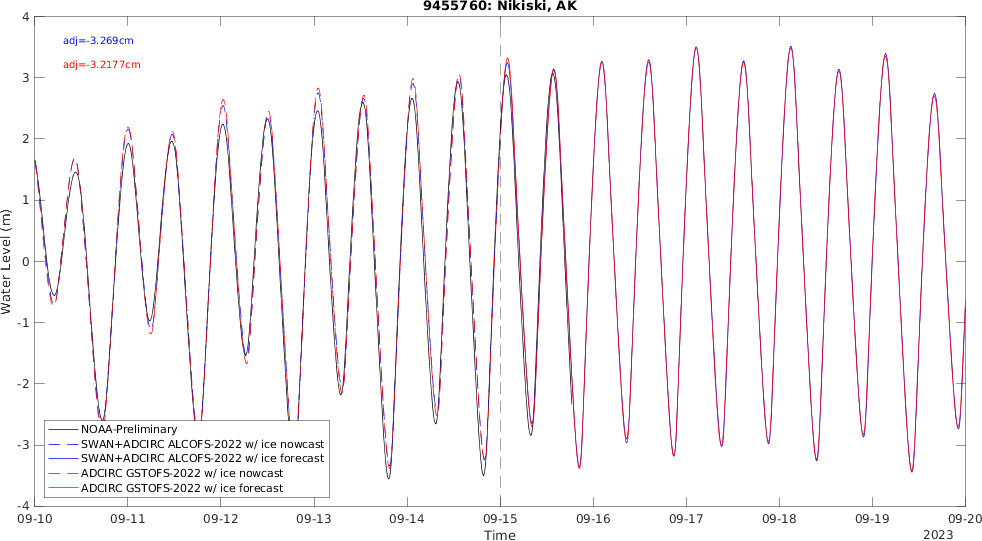 9455760: Nikiski, AK
adj=-3.269cm
adj=-3.2177cm
4
3
2
1
0
-1
-2
-3
-4
Water Level (m)
NOAA-Preliminary
SWAN+ADCIRC ALCOFS-2022 w/ ice nowcast
SWAN+ADCIRC ALCOFS-2022 w/ ice forecast
ADCIRC GSTOFS-2022 w/ ice nowcast
ADCIRC GSTOFS-2022 w/ ice forecast
09-10 09-11 09-12 09-13 09-14 09-15 09-16 09-17 09-18 09-19 09-20
Time
2023